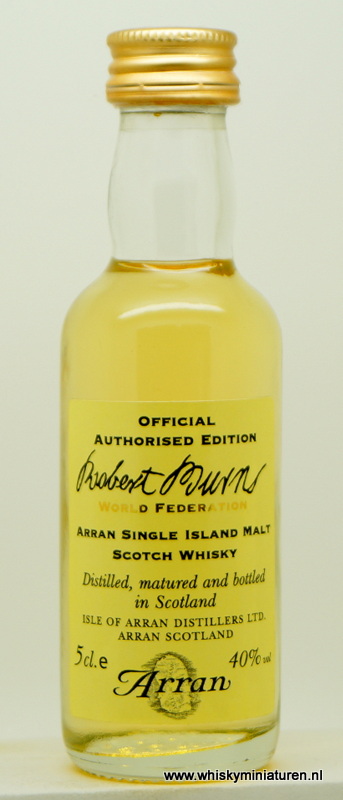 OFFICIAL
AUTHORISED EDITION
Robert Burns
WORLD FEDERATION
ARRAN SINGLE ISLAND MALT
SCOTCH WHISKY
Distilled, matured and bottled
in Scotland
ISLE OF ARRAN DISTILLERS LTD.
ARRAN SCOTLAND
5cl.e 40% vol
Arran
www.whiskyminiaturen.nl